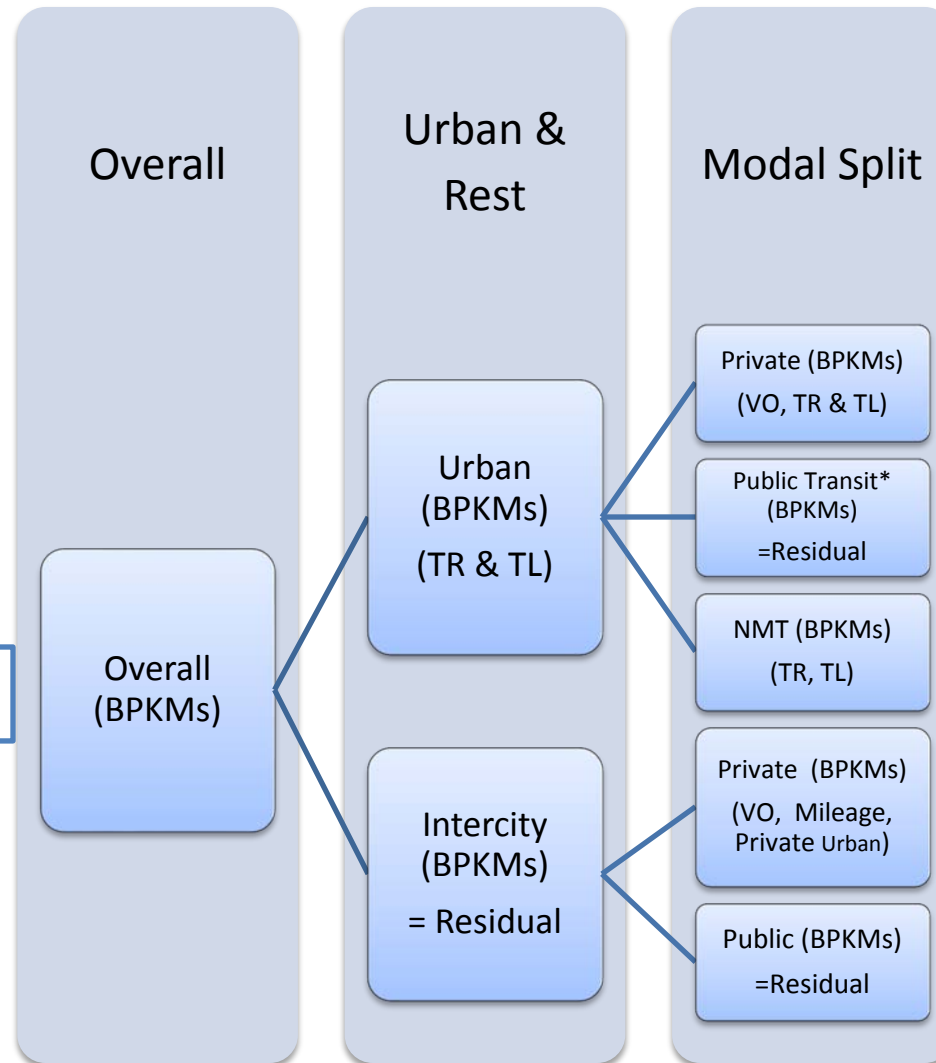 Overall
Urban &
Rest
Modal Split
Overall
(BPKMs)
Urban
(BPKMs)
(TR & TL)
Intercity
(BPKMs)
= Residual
Private (BPKMs)
(VO, TR & TL)
Public Transit*
(BPKMs)
=Residual
NMT (BPKMs)
(TR, TL)
Private (BPKMs)
(VO, Mileage,
Private Urban)
Public (BPKMs)
=Residual